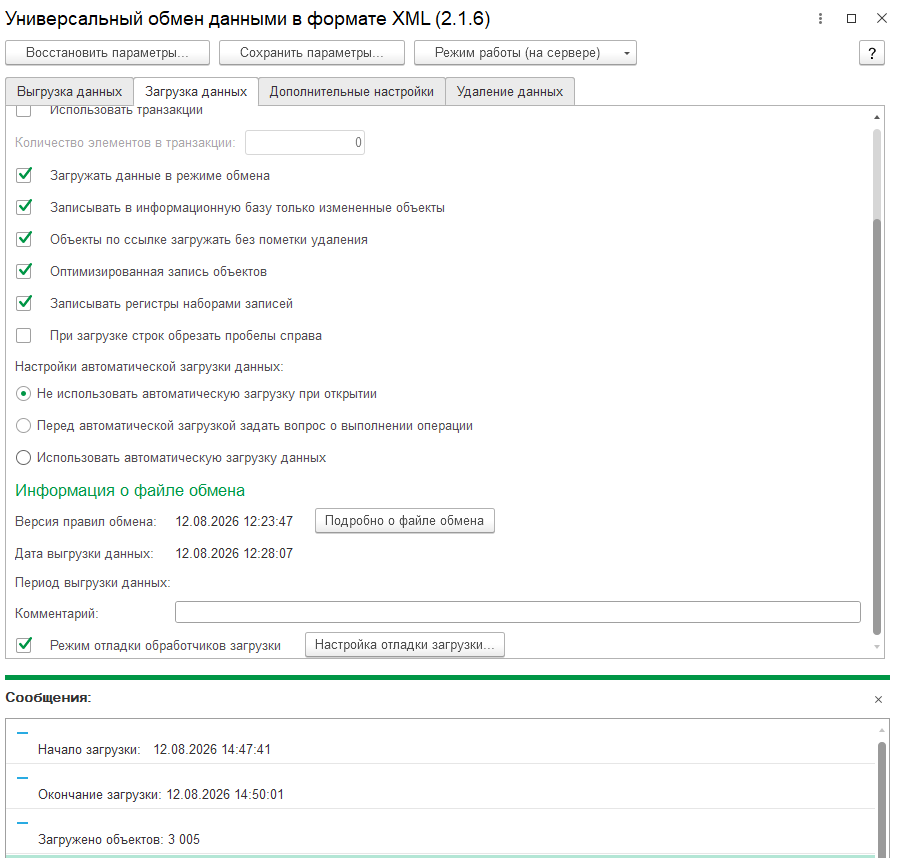 Универсальный обмен данными в формате XML (2.1.6)
Восстановить параметры... Сохранить параметры... Режим работы (на сервере) ?
Выгрузка данных Загрузка данных Дополнительные настройки Удаление данных
Использовать транзакции
Количество элементов в транзакции: 0
Загружать данные в режиме обмена
Записывать в информационную базу только измененные объекты
Объекты по ссылке загружать без пометки удаления
Оптимизированная запись объектов
Записывать регистры наборами записей
При загрузке строк обрезать пробелы справа
Настройки автоматической загрузки данных:
Не использовать автоматическую загрузку при открытии
Перед автоматической загрузкой задать вопрос о выполнении операции
Использовать автоматическую загрузку данных
Информация о файле обмена
Версия правил обмена: 12.08.2026 12:23:47 Подробно о файле обмена
Дата выгрузки данных: 12.08.2026 12:28:07
Период выгрузки данных:
Комментарий:
Режим отладки обработчиков загрузки Настройка отладки загрузки...
Сообщения:
Начало загрузки: 12.08.2026 14:47:41
Окончание загрузки: 12.08.2026 14:50:01
Загружено объектов: 3 005